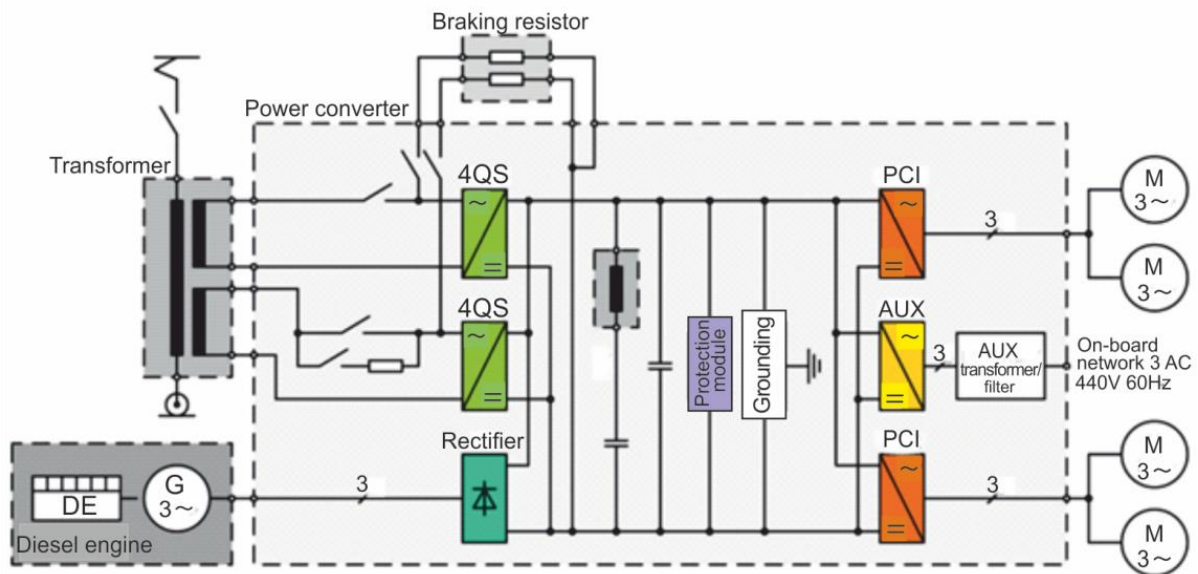 Braking resistor
Power converter
Transformer
4QS
~
=
PCI
~
=
3
M
3~
M
3~
4QS
~
=
Protection
module
Grounding
AUX
~
=
3
AUX
transformer/
filter
On-board
network 3 AC
440V 60Hz
Rectifier
PCI
~
=
3
M
3~
M
3~
DE
G
3~
3
Diesel engine